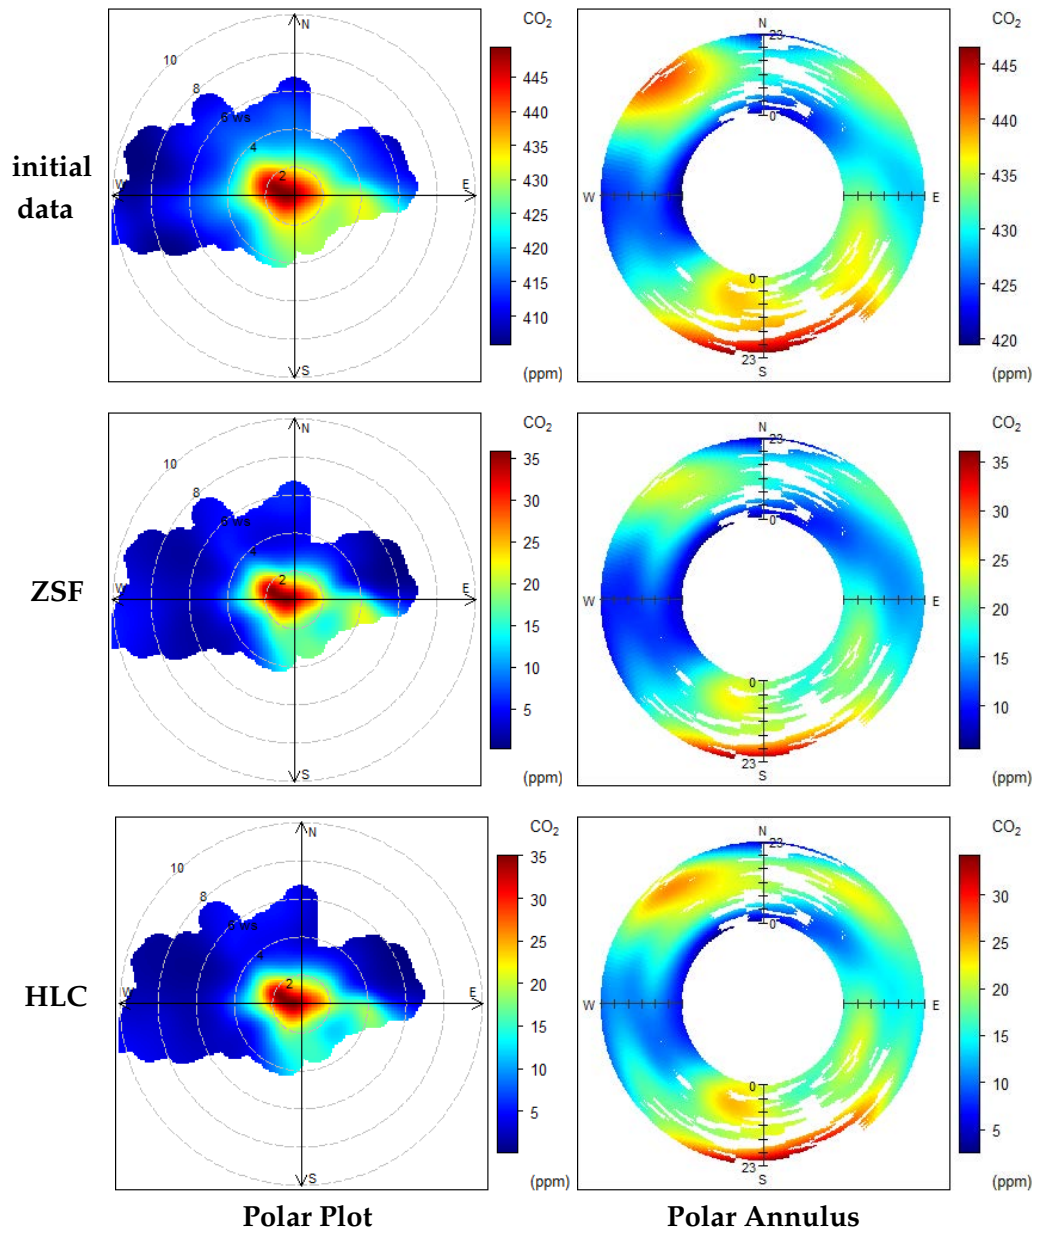 CO2
CO2
N
N
23
10
8
6 ws
4
2
445
440
435
430
425
420
415
410
445
440
435
430
425
420
0
initial
data
W
E
W
E
0
23
S
S
(ppm)
(ppm)
CO2
CO2
N
N
23
10
8
6 ws
4
2
35
30
25
20
15
10
5
35
30
25
20
15
10
0
ZSF
W
E
W
E
0
23
S
S
(ppm)
(ppm)
CO2
CO2
N
N
23
10
8
6 ws
4
2
35
30
25
20
15
10
5
30
25
20
15
10
5
0
HLC
W
E
W
E
0
23
S
S
(ppm)
(ppm)
Polar Plot
Polar Annulus